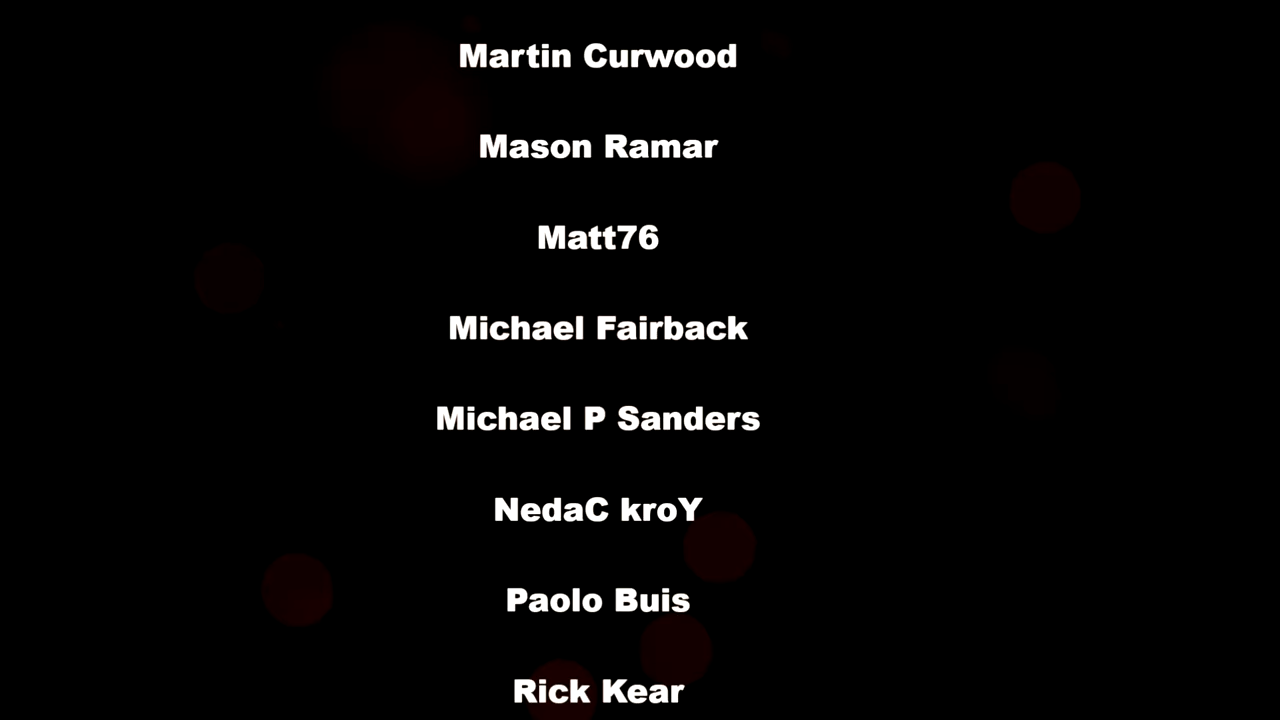 Martin Curwood
Mason Ramar
Matt76
Michael Fairback
Michael P Sanders
NedaC kroY
Paolo Buis
Rick Kear